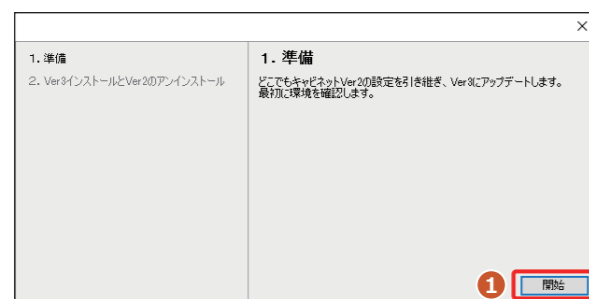 1. 準備
2. Ver3インストールとVer2のアンインストール
1. 準備
どこでもキャビネットVer2の設定を引き継ぎ、Ver3にアップデートします。
最初に環境を確認します。
1
開始